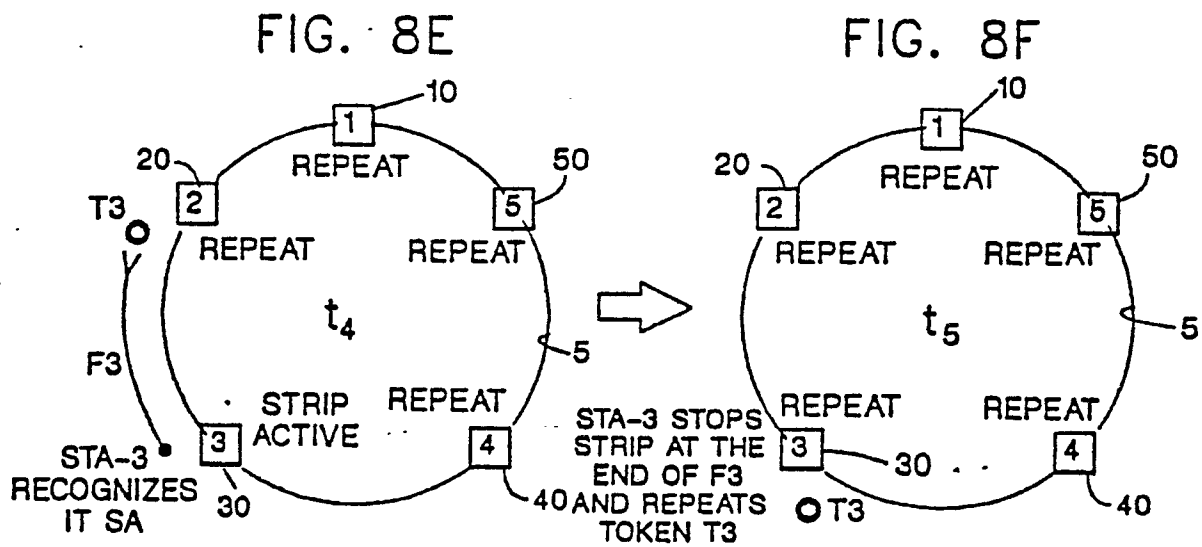 FIG. 8E
10
1
REPEAT
20
2
REPEAT
50
5
REPEAT
T3
t4
5
F3
STRIP
ACTIVE
3
30
REPEAT
4
40
STA-3
RECOGNIZES
IT SA
FIG. 8F
10
1
REPEAT
20
2
REPEAT
50
5
REPEAT
t5
5
REPEAT
3
30
REPEAT
4
40
STA-3 STOPS
STRIP AT THE
END OF F3
AND REPEATS
TOKEN T3
T3